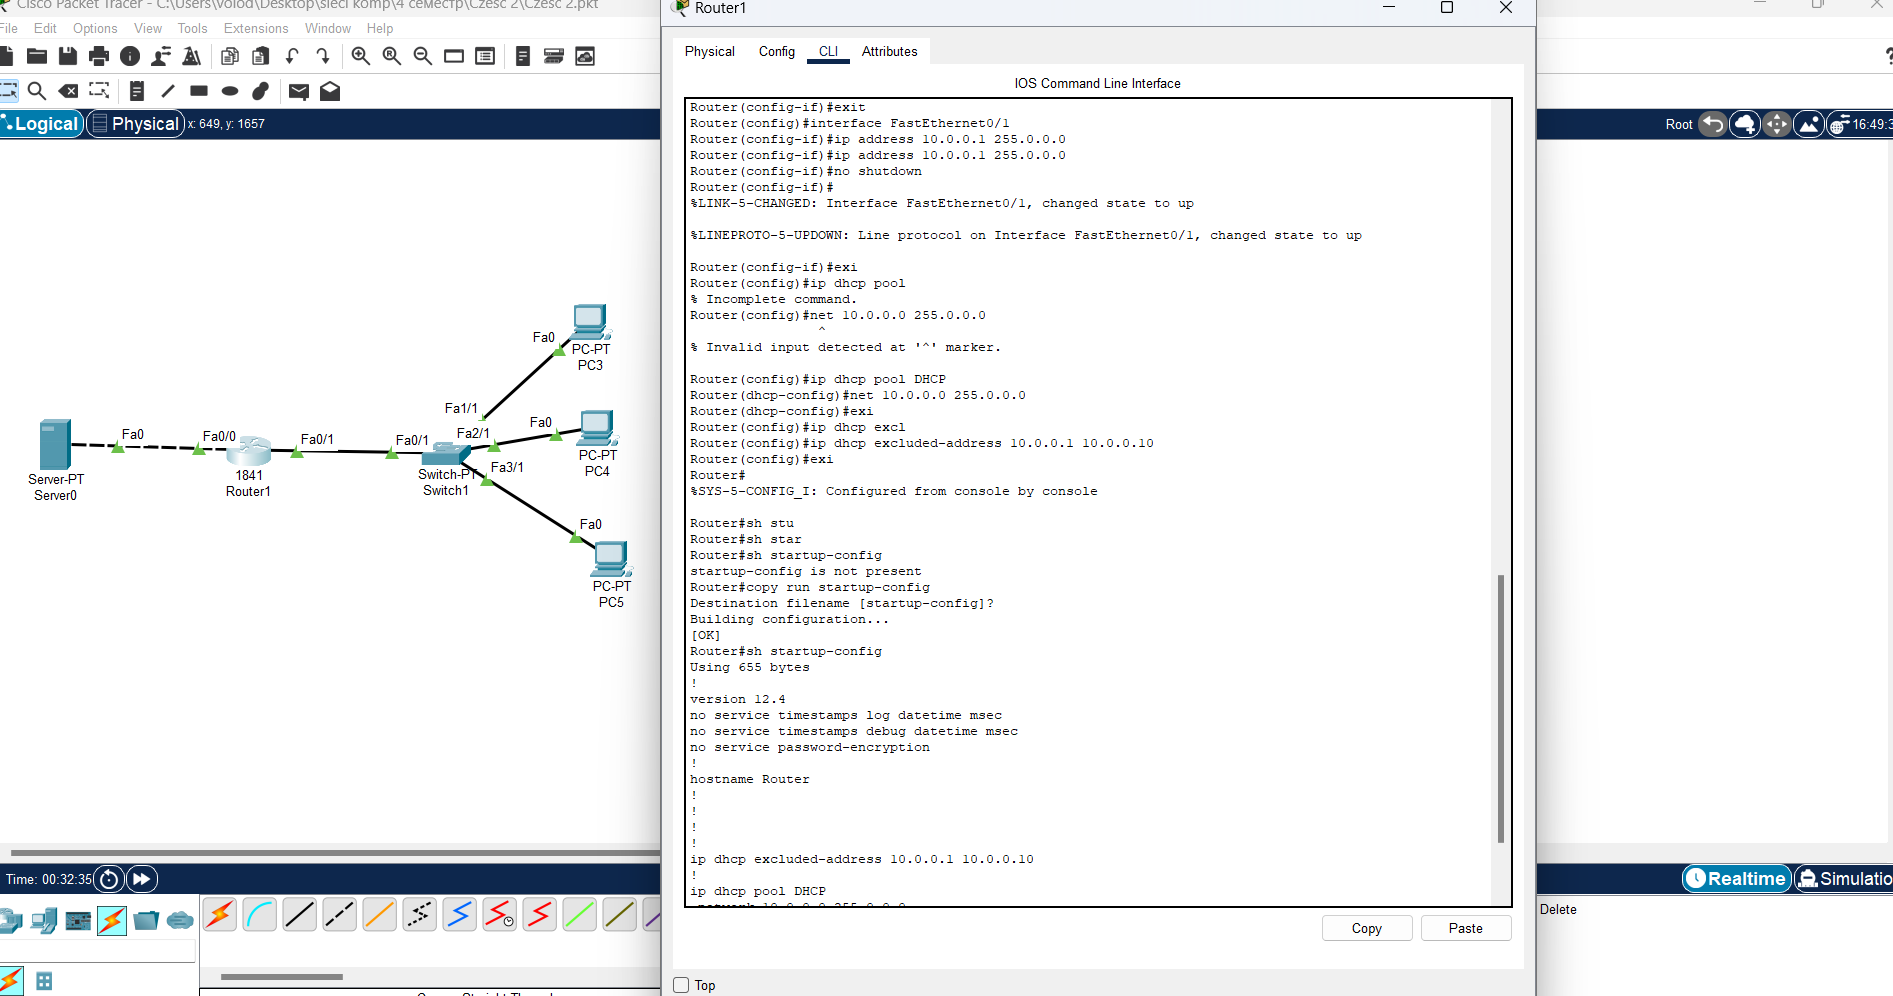 Cisco Packet Tracer - C:\Users\volod\Desktop\sieci komp\4 семестр\Czesc 2\Czesc 2.pkt
File Edit Options View Tools Extensions Window Help
Logical Physical x: 649, y: 1657
Root 16:49:3
Fa0
PC-PT
PC3
Fa1/1
Fa0
Fa2/1
Fa0/1
PC-PT
PC4
Fa0
Fa0/0
Fa0/1
Server-PT
Server0
1841
Router1
Switch-PT
Switch1
Fa3/1
Fa0
PC-PT
PC5
Time: 00:32:35
Realtime Simulatio
Delete
Router1
Physical Config CLI Attributes
IOS Command Line Interface
Router(config-if)#exit
Router(config)#interface FastEthernet0/1
Router(config-if)#ip address 10.0.0.1 255.0.0.0
Router(config-if)#ip address 10.0.0.1 255.0.0.0
Router(config-if)#no shutdown
Router(config-if)#
%LINK-5-CHANGED: Interface FastEthernet0/1, changed state to up
%LINEPROTO-5-UPDOWN: Line protocol on Interface FastEthernet0/1, changed state to up
Router(config-if)#exi
Router(config)#ip dhcp pool
% Incomplete command.
Router(config)#net 10.0.0.0 255.0.0.0
^
% Invalid input detected at '^' marker.
Router(config)#ip dhcp pool DHCP
Router(dhcp-config)#net 10.0.0.0 255.0.0.0
Router(dhcp-config)#exi
Router(config)#ip dhcp excl
Router(config)#ip dhcp excluded-address 10.0.0.1 10.0.0.10
Router(config)#exi
Router#
%SYS-5-CONFIG_I: Configured from console by console
Router#sh stu
Router#sh star
Router#sh startup-config
startup-config is not present
Router#copy run startup-config
Destination filename [startup-config]?
Building configuration...
[OK]
Router#sh startup-config
Using 655 bytes
!
version 12.4
no service timestamps log datetime msec
no service timestamps debug datetime msec
no service password-encryption
!
hostname Router
!
!
!
!
ip dhcp excluded-address 10.0.0.1 10.0.0.10
!
ip dhcp pool DHCP
network 10.0.0.0 255.0.0.0
Copy Paste
Top